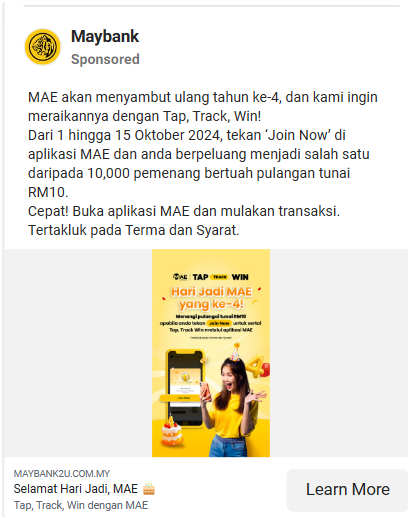 Maybank
Sponsored
MAE akan menyambut ulang tahun ke-4, dan kami ingin
meraikannya dengan Tap, Track, Win!
Dari 1 hingga 15 Oktober 2024, tekan ‘Join Now’ di
aplikasi MAE dan anda berpeluang menjadi salah satu
daripada 10,000 pemenang bertuah pulangan tunai
RM10.
Cepat! Buka aplikasi MAE dan mulakan transaksi.
Tertakluk pada Terma dan Syarat.
MAE TAP TRACK WIN
Hari Jadi MAE
yang ke-4!
Menangi pulangan tunai RM10
apabila anda tekan Join Now untuk sertai
Tap, Track Win melalui aplikasi MAE
MAYBANK2U.COM.MY
Selamat Hari Jadi, MAE 🎂
Tap, Track, Win dengan MAE
Learn More